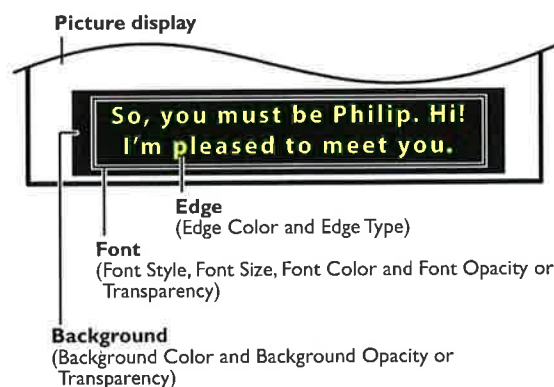 Picture display
So, you must be Philip. Hi!
I'm pleased to meet you.
Edge
(Edge Color and Edge Type)
Font
(Font Style, Font Size, Font Color and Font Opacity or
Transparency)
Background
(Background Color and Background Opacity or
Transparency)